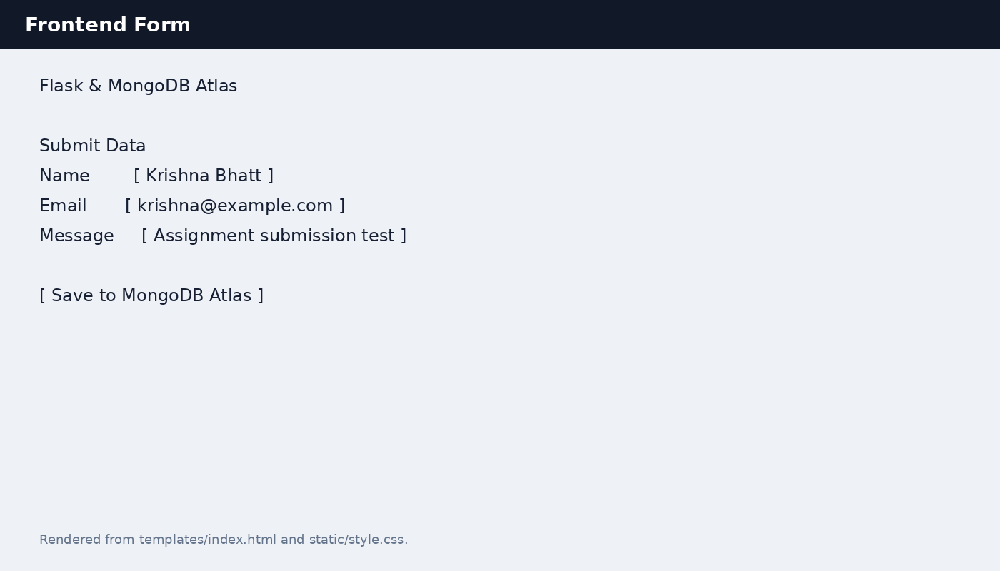 Frontend Form
Flask & MongoDB Atlas
Submit Data
Name [ Krishna Bhatt ]
Email [ krishna@example.com ]
Message [ Assignment submission test ]
[ Save to MongoDB Atlas ]
Rendered from templates/index.html and static/style.css.